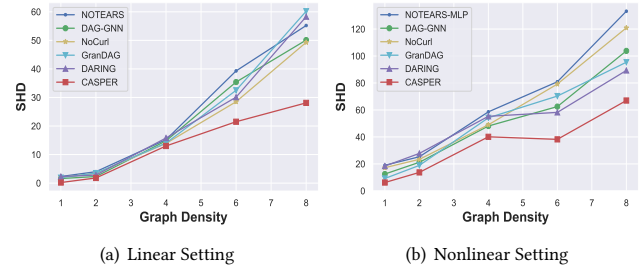 NOTEARS
DAG-GNN
NoCurl
GranDAG
DARING
CASPER
60
50
40
30
20
10
0
SHD
1 2 3 4 5 6 7 8
Graph Density
(a) Linear Setting
NOTEARS-MLP
DAG-GNN
NoCurl
GranDAG
DARING
CASPER
120
100
80
60
40
20
0
SHD
1 2 3 4 5 6 7 8
Graph Density
(b) Nonlinear Setting